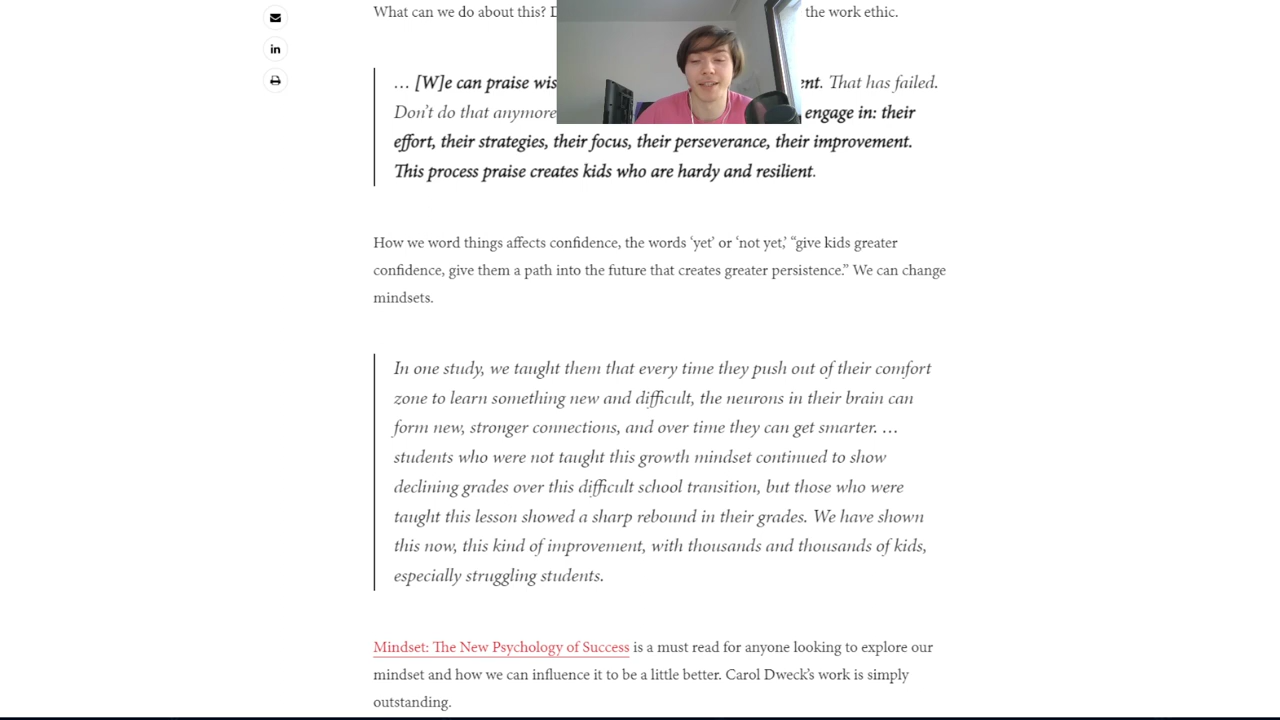 What can we do about this? D the work ethic.
… [W]e can praise wis ent. That has failed.
Don’t do that anymore engage in: their
effort, their strategies, their focus, their perseverance, their improvement.
This process praise creates kids who are hardy and resilient.
How we word things affects confidence, the words ‘yet’ or ‘not yet,’ “give kids greater
confidence, give them a path into the future that creates greater persistence.” We can change
mindsets.
In one study, we taught them that every time they push out of their comfort
zone to learn something new and difficult, the neurons in their brain can
form new, stronger connections, and over time they can get smarter. …
students who were not taught this growth mindset continued to show
declining grades over this difficult school transition, but those who were
taught this lesson showed a sharp rebound in their grades. We have shown
this now, this kind of improvement, with thousands and thousands of kids,
especially struggling students.
Mindset: The New Psychology of Success is a must read for anyone looking to explore our
mindset and how we can influence it to be a little better. Carol Dweck’s work is simply
outstanding.